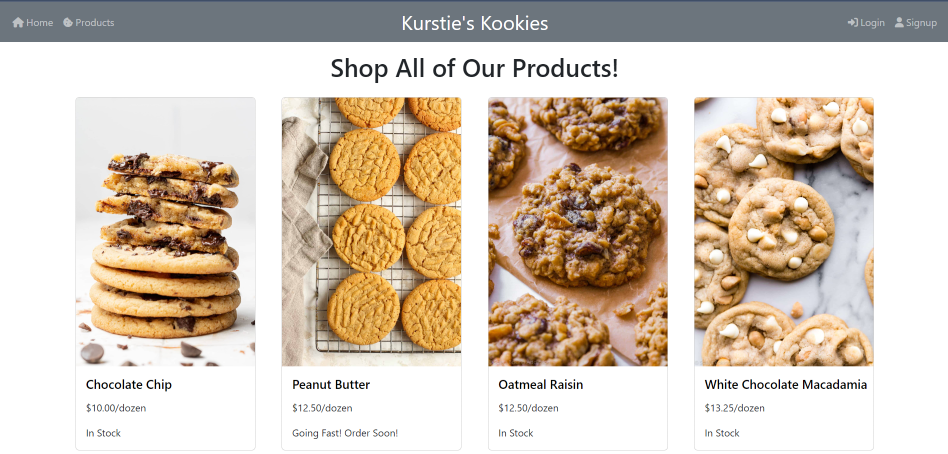 Home Products Kurstie's Kookies Login Signup
Shop All of Our Products!
Chocolate Chip
$10.00/dozen
In Stock
Peanut Butter
$12.50/dozen
Going Fast! Order Soon!
Oatmeal Raisin
$12.50/dozen
In Stock
White Chocolate Macadamia
$13.25/dozen
In Stock